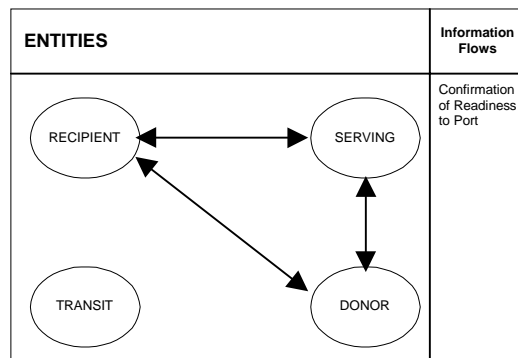 ENTITIES
Information
Flows
Confirmation
of Readiness
to Port
RECIPIENT
SERVING
TRANSIT
DONOR